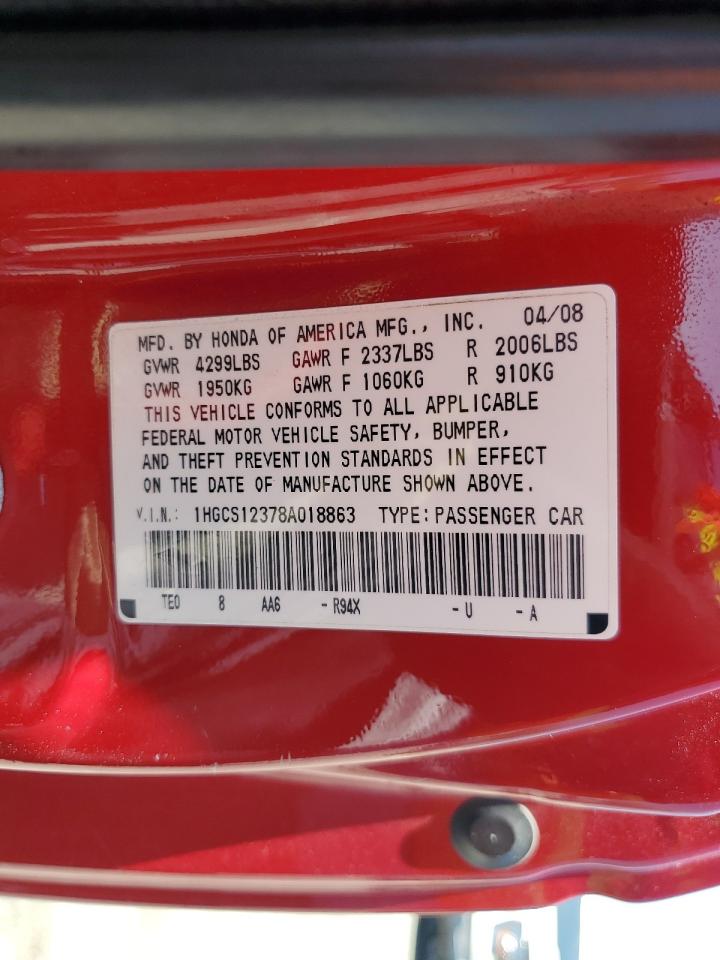 MFD. BY HONDA OF AMERICA MFG., INC. 04/08
GVWR 4299LBS GAWR F 2337LBS R 2006LBS
GVWR 1950KG GAWR F 1060KG R 910KG
THIS VEHICLE CONFORMS TO ALL APPLICABLE
FEDERAL MOTOR VEHICLE SAFETY, BUMPER,
AND THEFT PREVENTION STANDARDS IN EFFECT
ON THE DATE OF MANUFACTURE SHOWN ABOVE.
V.I.N.: 1HGCS12378A018863 TYPE:PASSENGER CAR
TE0 8 AA6 - R94X - U - A